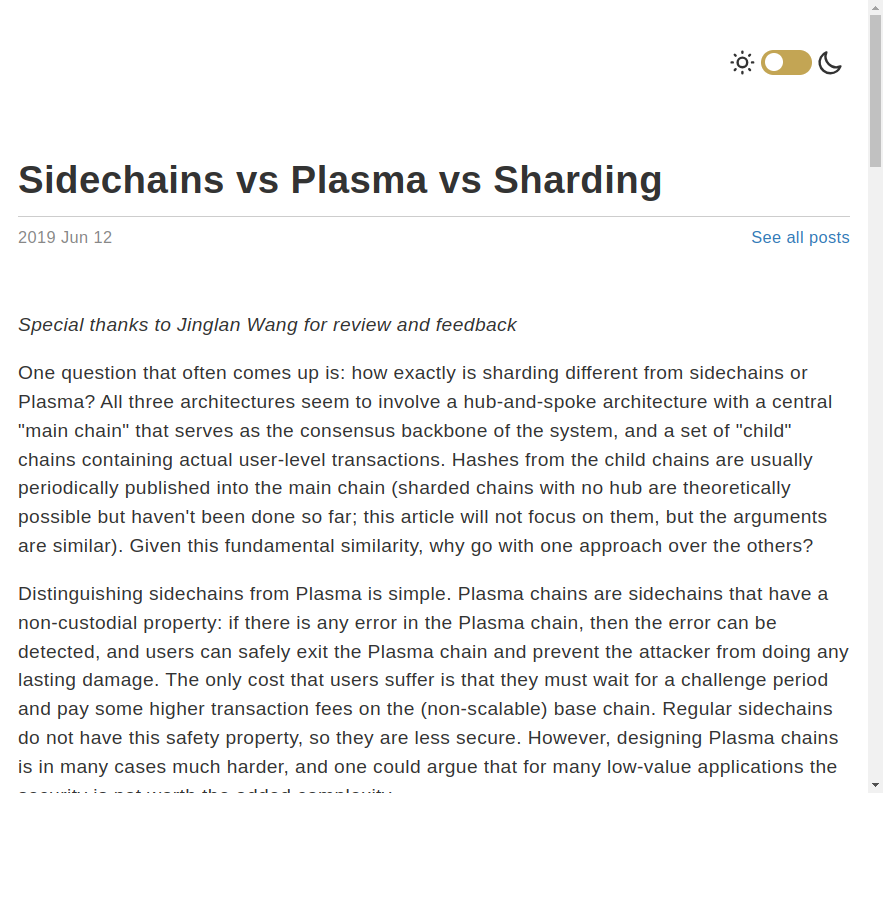 Sidechains vs Plasma vs Sharding
2019 Jun 12
See all posts
Special thanks to Jinglan Wang for review and feedback
One question that often comes up is: how exactly is sharding different from sidechains or
Plasma? All three architectures seem to involve a hub-and-spoke architecture with a central
"main chain" that serves as the consensus backbone of the system, and a set of "child"
chains containing actual user-level transactions. Hashes from the child chains are usually
periodically published into the main chain (sharded chains with no hub are theoretically
possible but haven't been done so far; this article will not focus on them, but the arguments
are similar). Given this fundamental similarity, why go with one approach over the others?
Distinguishing sidechains from Plasma is simple. Plasma chains are sidechains that have a
non-custodial property: if there is any error in the Plasma chain, then the error can be
detected, and users can safely exit the Plasma chain and prevent the attacker from doing any
lasting damage. The only cost that users suffer is that they must wait for a challenge period
and pay some higher transaction fees on the (non-scalable) base chain. Regular sidechains
do not have this safety property, so they are less secure. However, designing Plasma chains
is in many cases much harder, and one could argue that for many low-value applications the